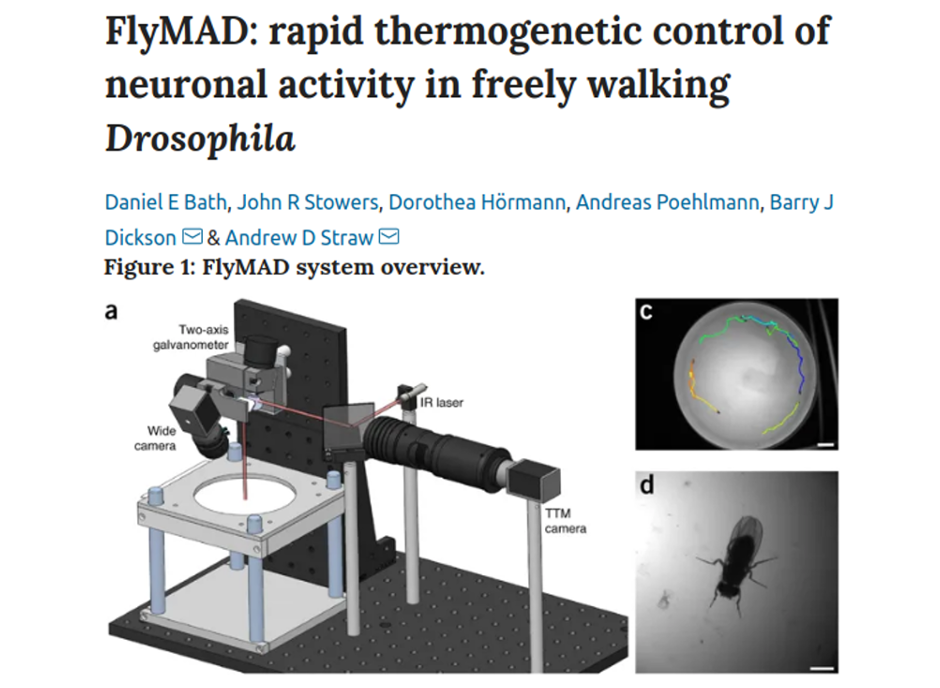 FlyMAD: rapid thermogenetic control of
neuronal activity in freely walking
Drosophila
Daniel E Bath, John R Stowers, Dorothea Hörmann, Andreas Poehlmann, Barry J
Dickson & Andrew D Straw
Figure 1: FlyMAD system overview.
a
Two-axis
galvanometer
Wide
camera
IR laser
TTM
camera
c
d